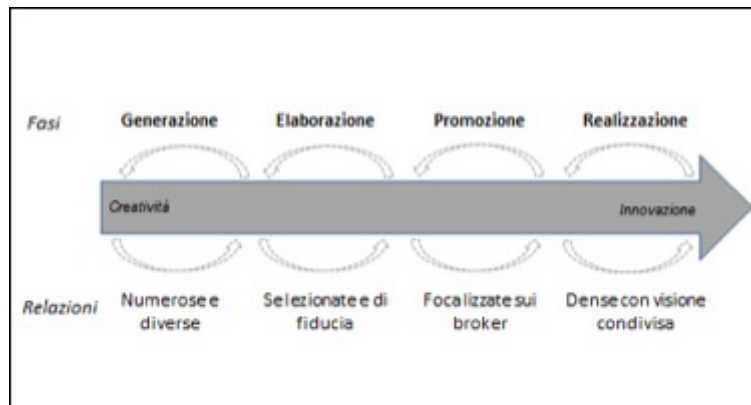 Fasi Generazione Elaborazione Promozione Realizzazione
Creatività Innovazione
Relazioni Numerose e Selezionate e di Focalizzate sui Dense con visione
diverse fiducia broker condivisa